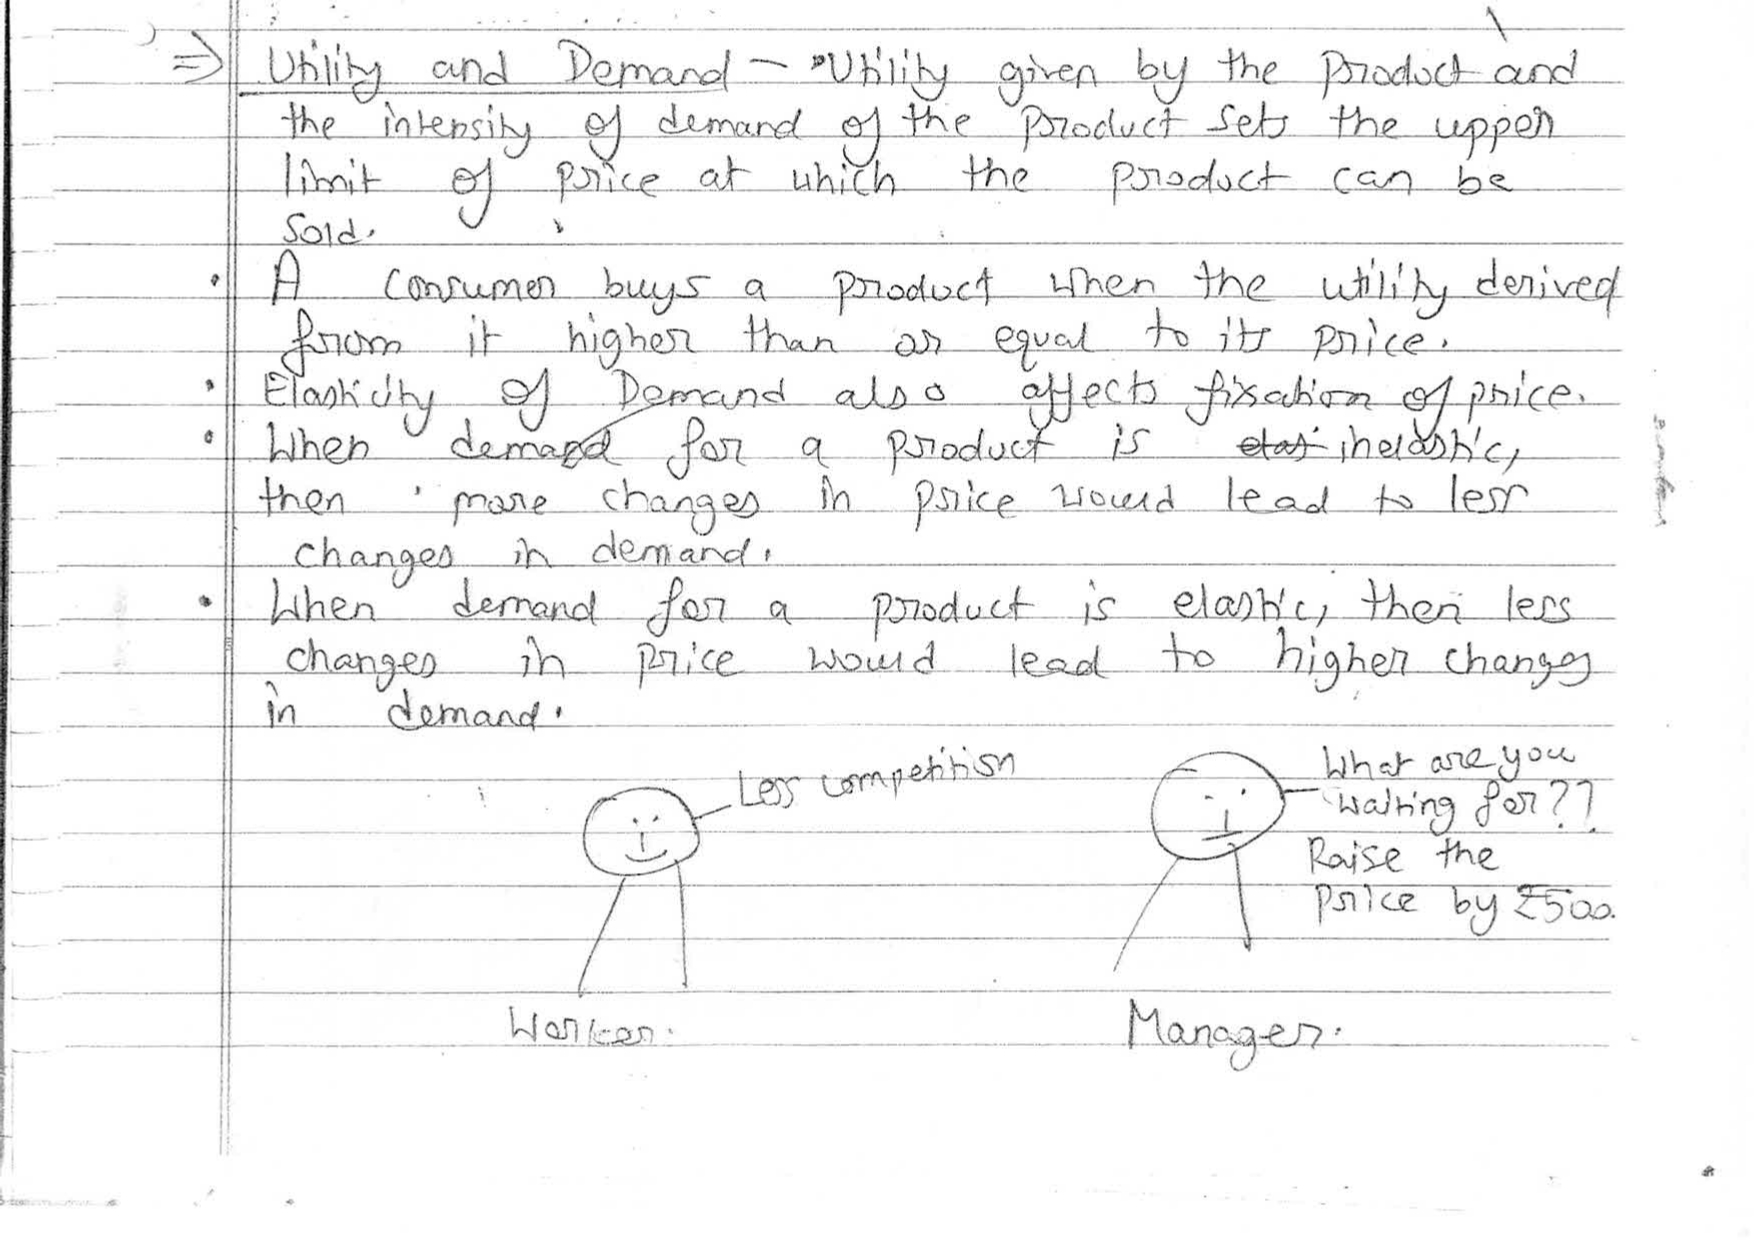 ⇒ Utility and Demand — •Utility given by the product and
the intensity of demand of the product sets the upper
limit of price at which the product can be
sold.
• A consumer buys a product when the utility derived
from it higher than or equal to its price.
• Elasticity of Demand also affects fixation of price.
• When demand for a product is elas inelastic,
then more changes in price would lead to less
changes in demand.
• When demand for a product is elastic, then less
changes in price would lead to higher changes
in demand.
Less competition
What are you
waiting for??
Raise the
price by ₹500.
Worker.
Manager.